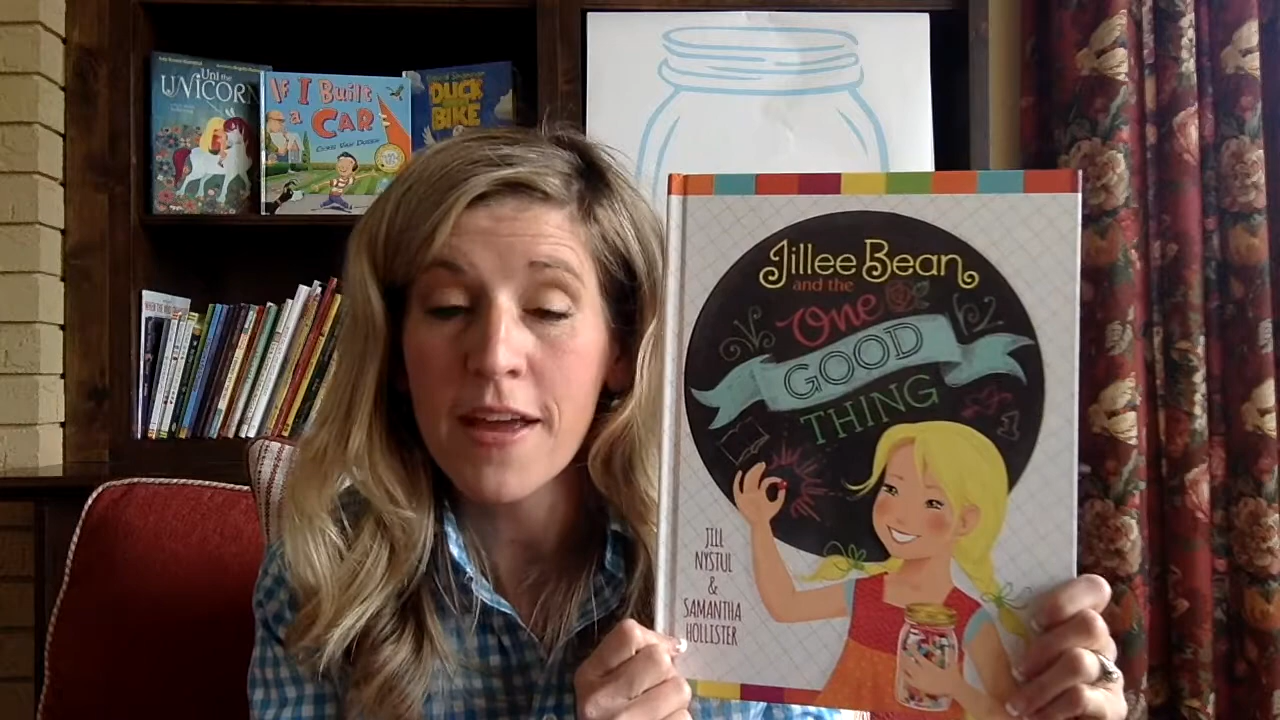 Uni the
UNICORN
IF I Built
a CAR
CHRIS VAN DUSEN
DUCK
BIKE
Jillee Bean
and the
One
GOOD
THING
1
JILL
NYSTUL
&
SAMANTHA
HOLLISTER